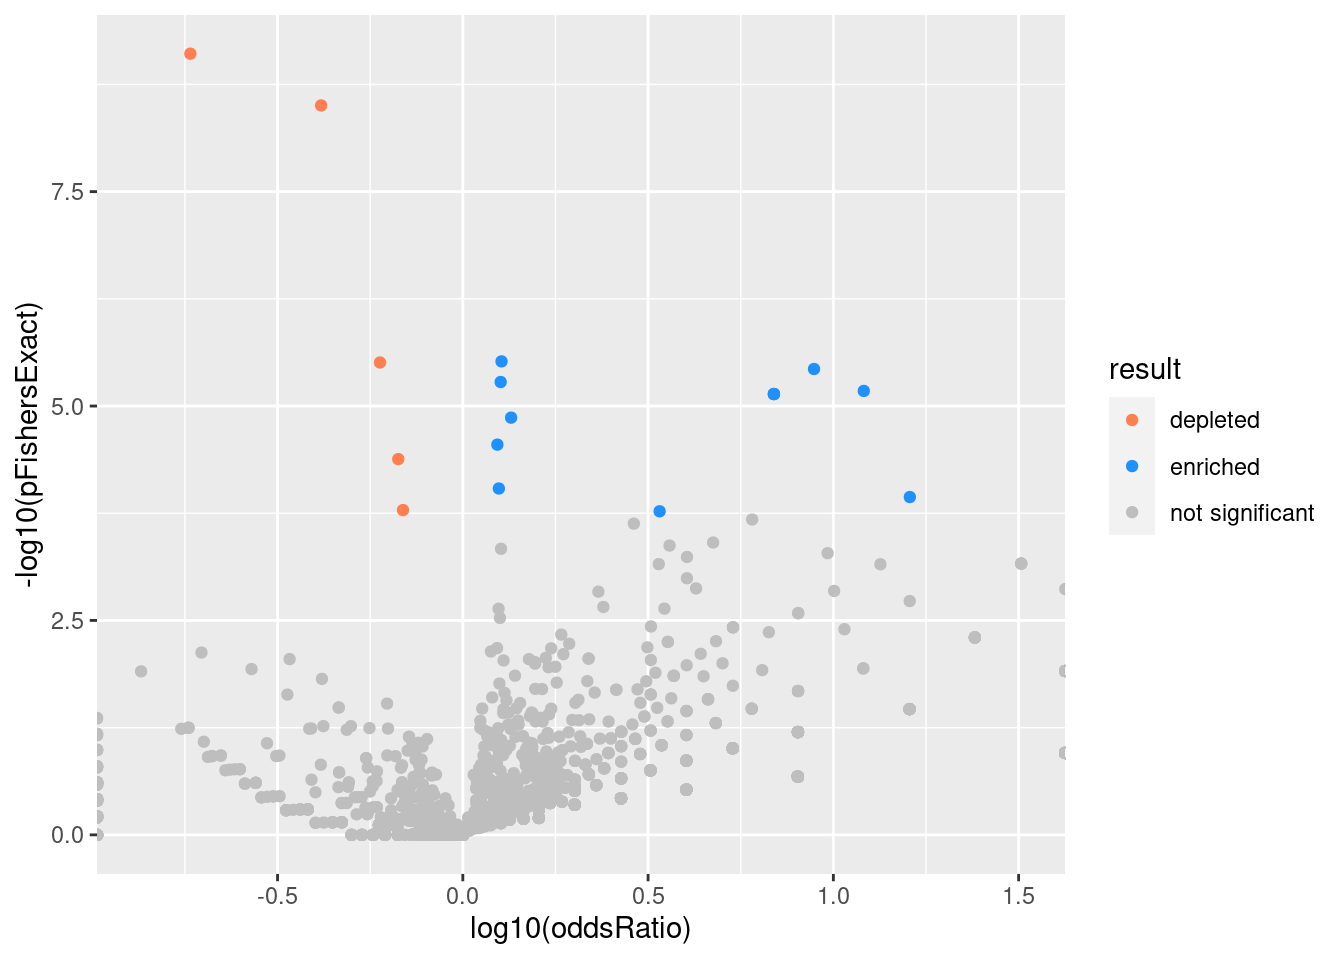 7.5
5.0
2.5
0.0
-log10(pFishersExact)
-0.5
0.0
0.5
1.0
1.5
log10(oddsRatio)
result
depleted
enriched
not significant